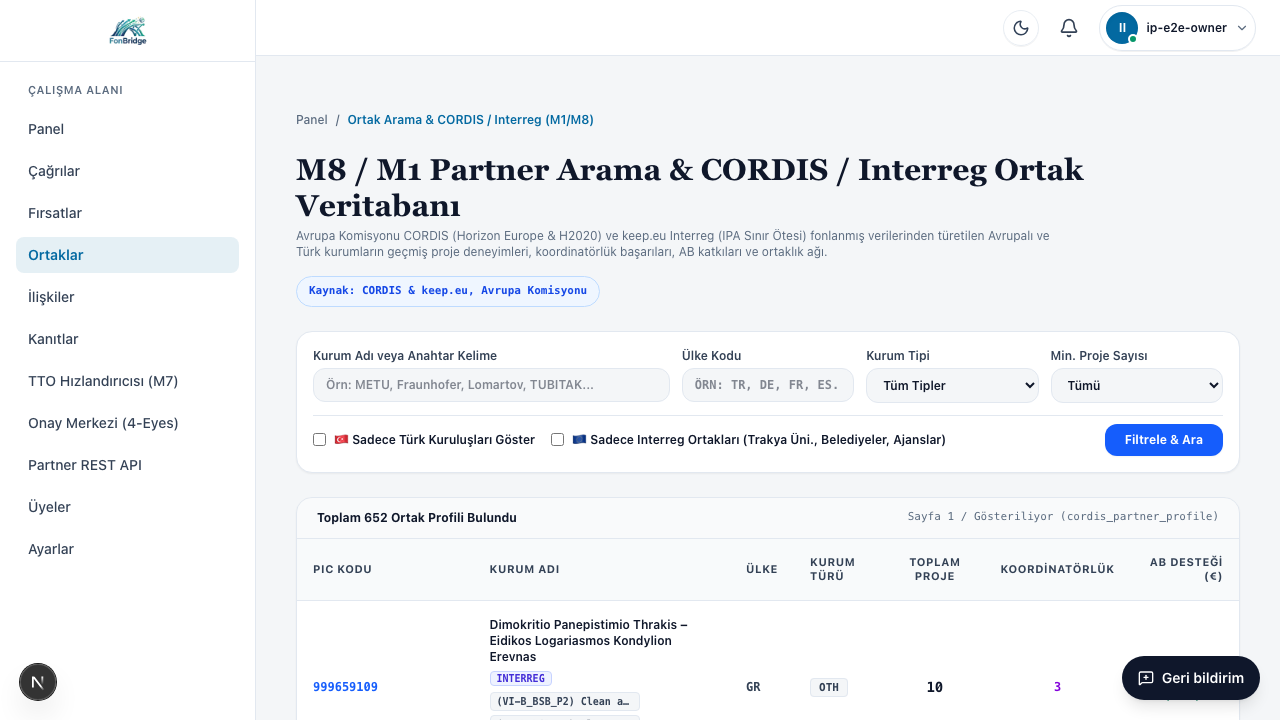 FonBridge
II
ip-e2e-owner
ÇALIŞMA ALANI
Panel
Çağrılar
Fırsatlar
Ortaklar
İlişkiler
Kanıtlar
TTO Hızlandırıcısı (M7)
Onay Merkezi (4-Eyes)
Partner REST API
Üyeler
Ayarlar
N
Panel / Ortak Arama & CORDIS / Interreg (M1/M8)
M8 / M1 Partner Arama & CORDIS / Interreg Ortak
Veritabanı
Avrupa Komisyonu CORDIS (Horizon Europe & H2020) ve keep.eu Interreg (IPA Sınır Ötesi) fonlanmış verilerinden türetilen Avrupalı ve
Türk kurumların geçmiş proje deneyimleri, koordinatörlük başarıları, AB katkıları ve ortaklık ağı.
Kaynak: CORDIS & keep.eu, Avrupa Komisyonu
Kurum Adı veya Anahtar Kelime
Ülke Kodu
Kurum Tipi
Min. Proje Sayısı
Örn: METU, Fraunhofer, Lomartov, TUBITAK...
ÖRN: TR, DE, FR, ES.
Tüm Tipler
Tümü
Sadece Türk Kuruluşları Göster
Sadece Interreg Ortakları (Trakya Üni., Belediyeler, Ajanslar)
Filtrele & Ara
Toplam 652 Ortak Profili Bulundu
Sayfa 1 / Gösteriliyor (cordis_partner_profile)
PIC KODU
KURUM ADI
ÜLKE
KURUM
TÜRÜ
TOPLAM
PROJE
KOORDİNATÖRLÜK
AB DESTEĞİ
(€)
999659109
Dimokritio Panepistimio Thrakis –
Eidikos Logariasmos Kondylion
Erevnas
INTERREG
(VI-B_BSB_P2) Clean a…
GR
OTH
10
3
Geri bildirim